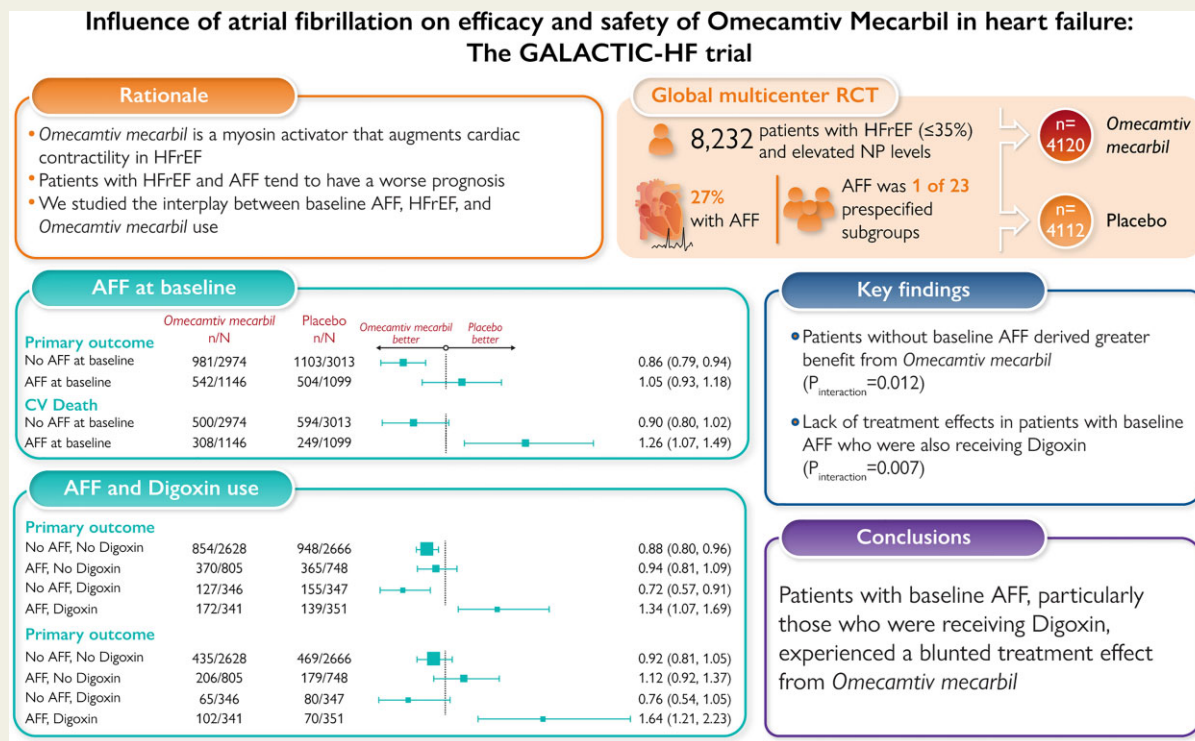 Influence of atrial fibrillation on efficacy and safety of Omecamtiv Mecarbil in heart failure:
The GALACTIC-HF trial
Rationale
• Omecamtiv mecarbil is a myosin activator that augments cardiac
contractility in HFrEF
• Patients with HFrEF and AFF tend to have a worse prognosis
• We studied the interplay between baseline AFF, HFrEF, and
Omecamtiv mecarbil use
Global multicenter RCT
8,232 patients with HFrEF (≤35%)
and elevated NP levels
27%
with AFF
AFF was 1 of 23
prespecified
subgroups
n=
4120
Omecamtiv
mecarbil
n=
4112
Placebo
AFF at baseline
Omecamtiv mecarbil
n/N
Placebo
n/N
Omecamtiv mecarbil
better
Placebo
better
Primary outcome
No AFF at baseline 981/2974 1103/3013 0.86 (0.79, 0.94)
AFF at baseline 542/1146 504/1099 1.05 (0.93, 1.18)
CV Death
No AFF at baseline 500/2974 594/3013 0.90 (0.80, 1.02)
AFF at baseline 308/1146 249/1099 1.26 (1.07, 1.49)
AFF and Digoxin use
Primary outcome
No AFF, No Digoxin 854/2628 948/2666 0.88 (0.80, 0.96)
AFF, No Digoxin 370/805 365/748 0.94 (0.81, 1.09)
No AFF, Digoxin 127/346 155/347 0.72 (0.57, 0.91)
AFF, Digoxin 172/341 139/351 1.34 (1.07, 1.69)
Primary outcome
No AFF, No Digoxin 435/2628 469/2666 0.92 (0.81, 1.05)
AFF, No Digoxin 206/805 179/748 1.12 (0.92, 1.37)
No AFF, Digoxin 65/346 80/347 0.76 (0.54, 1.05)
AFF, Digoxin 102/341 70/351 1.64 (1.21, 2.23)
Key findings
Patients without baseline AFF derived greater
benefit from Omecamtiv mecarbil
(Pinteraction=0.012)
Lack of treatment effects in patients with baseline
AFF who were also receiving Digoxin
(Pinteraction=0.007)
Conclusions
Patients with baseline AFF, particularly
those who were receiving Digoxin,
experienced a blunted treatment effect
from Omecamtiv mecarbil